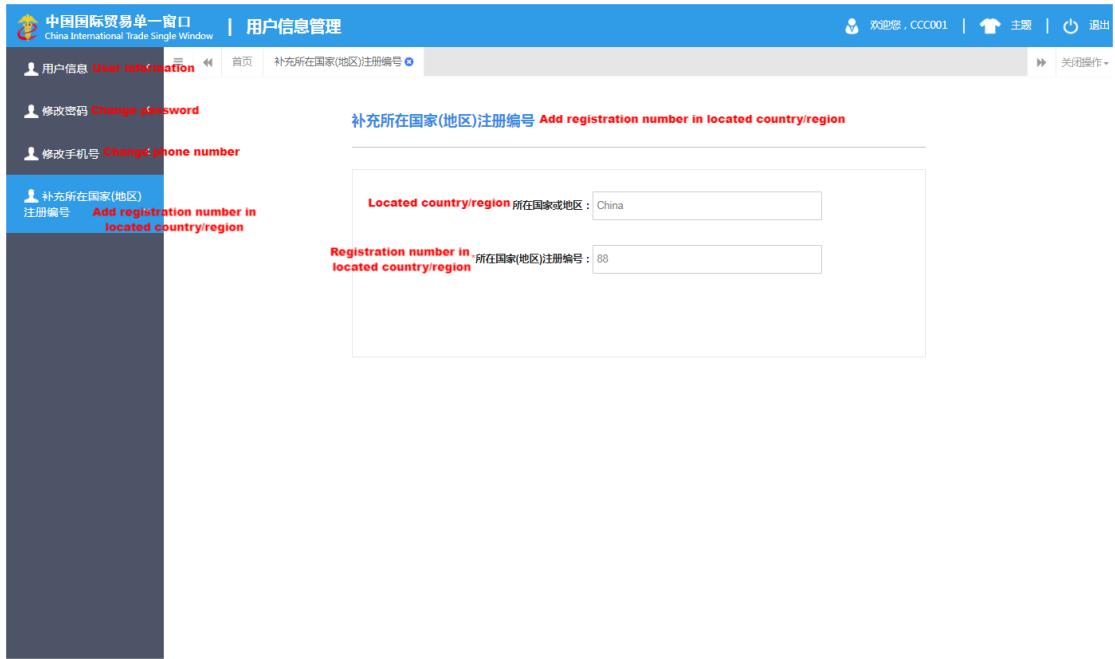 中国国际贸易单一窗口
China International Trade Single Window
用户信息管理
欢迎您，CCC001
主题
退出
用户信息 User information
首页
补充所在国家(地区)注册编号
关闭操作
修改密码 Change password
补充所在国家(地区)注册编号 Add registration number in located country/region
修改手机号 Change phone number
补充所在国家(地区)
注册编号 Add registration number in
located country/region
Located country/region 所在国家或地区： China
Registration number in
located country/region *所在国家(地区)注册编号： 88